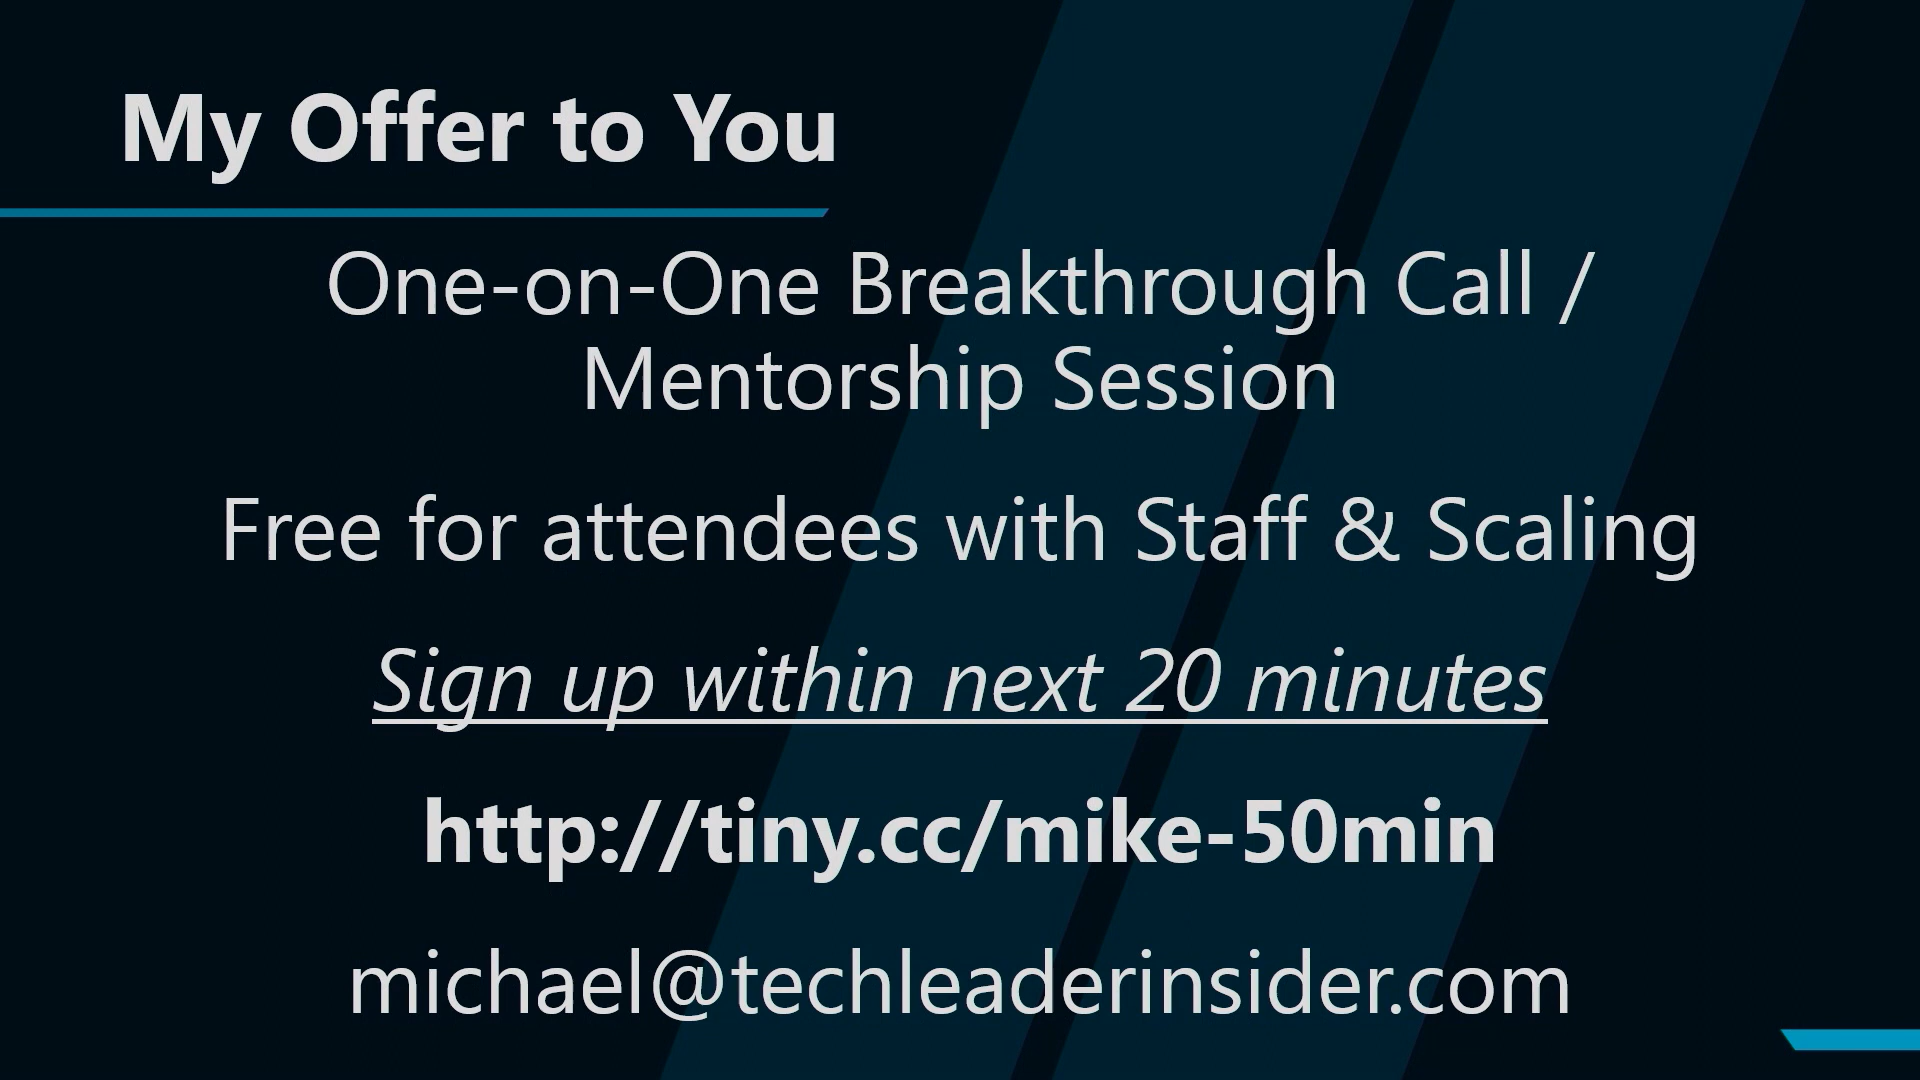 My Offer to You
One-on-One Breakthrough Call /
Mentorship Session
Free for attendees with Staff & Scaling
Sign up within next 20 minutes
http://tiny.cc/mike-50min
michael@techleaderinsider.com